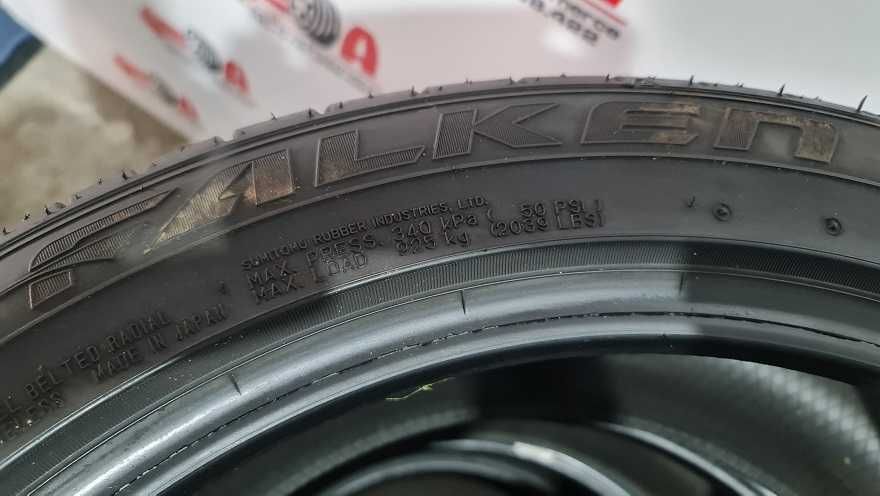 FALKEN
SUMITOMO RUBBER INDUSTRIES, LTD.
MAX. PRESS. 340 kPa ( 50 PSI )
MAX. LOAD 925 kg (2039 LBS)
BELTED RADIAL
MADE IN JAPAN